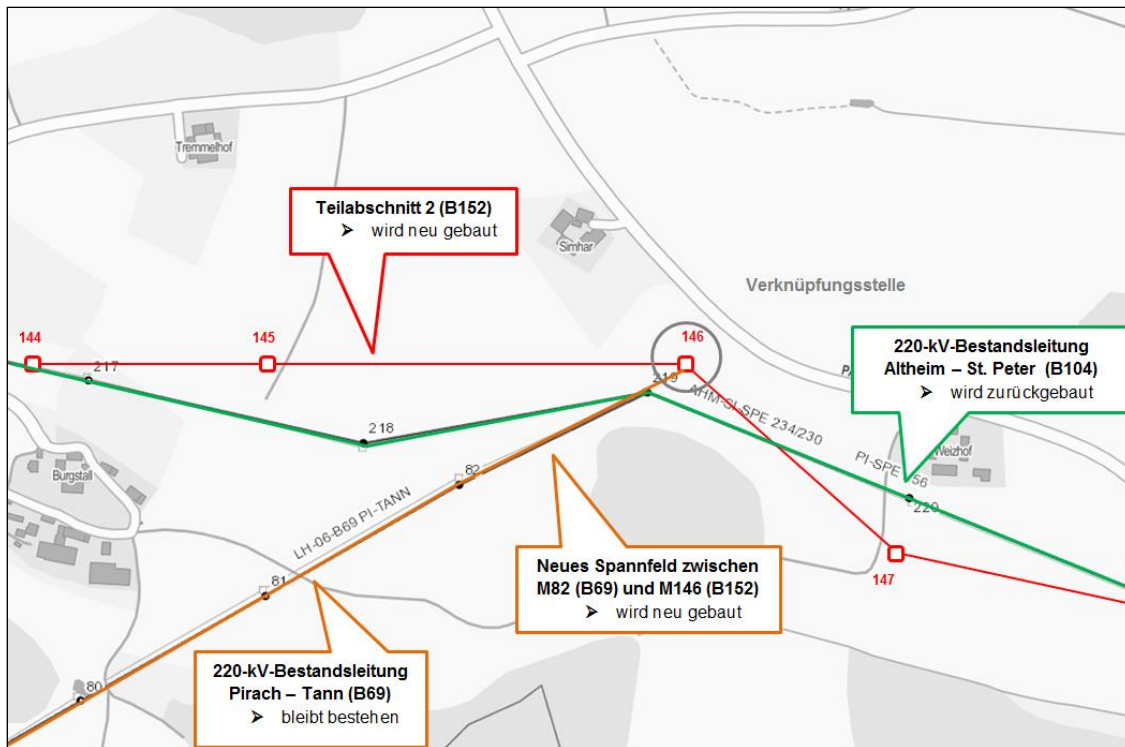 Tremmelhof
Teilabschnitt 2 (B152)
➤ wird neu gebaut
Simhar
Verknüpfungsstelle
144
145
146
217
218
219
220-kV-Bestandsleitung
Altheim – St. Peter (B104)
➤ wird zurückgebaut
AHM-SI-SPE 234/230
Weizhof
PI-SPE 56
220
Burgstall
82
LH-06-B69 PI-TANN
81
80
147
Neues Spannfeld zwischen
M82 (B69) und M146 (B152)
➤ wird neu gebaut
220-kV-Bestandsleitung
Pirach – Tann (B69)
➤ bleibt bestehen